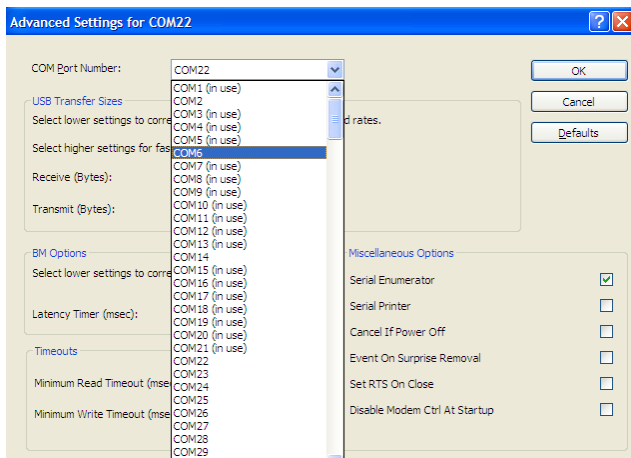 Advanced Settings for COM22
COM Port Number:
COM22
OK
Cancel
Defaults
COM1 (in use)
COM2
COM3 (in use)
COM4 (in use)
COM5 (in use)
COM6
COM7 (in use)
COM8 (in use)
COM9 (in use)
COM10 (in use)
COM11 (in use)
COM12 (in use)
COM13 (in use)
COM14
COM15 (in use)
COM16 (in use)
COM17 (in use)
COM18 (in use)
COM19 (in use)
COM20 (in use)
COM21 (in use)
COM22
COM23
COM24
COM25
COM26
COM27
COM28
COM29
USB Transfer Sizes
Select lower settings to corre
d rates.
Select higher settings for fas
Receive (Bytes):
Transmit (Bytes):
BM Options
Select lower settings to corre
Latency Timer (msec):
Timeouts
Minimum Read Timeout (mse
Minimum Write Timeout (mse
Miscellaneous Options
Serial Enumerator
Serial Printer
Cancel If Power Off
Event On Surprise Removal
Set RTS On Close
Disable Modem Ctrl At Startup